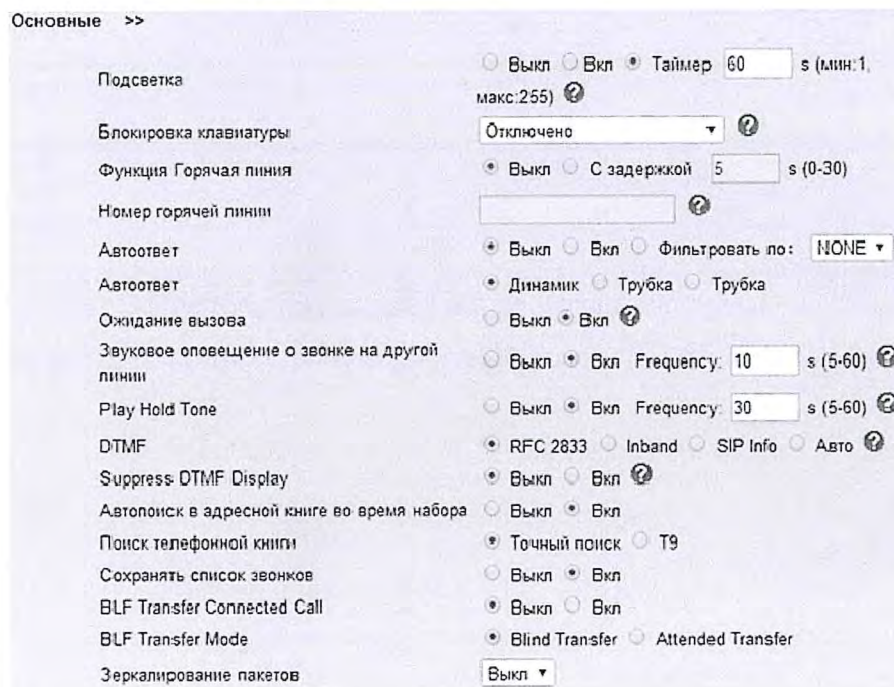 Основные >>
Подсветка Выкл Вкл Таймер 60 s (мин:1, макс:255)
Блокировка клавиатуры Отключено
Функция Горячая линия Выкл С задержкой 5 s (0-30)
Номер горячей линии
Автоответ Выкл Вкл Фильтровать по: NONE
Автоответ Динамик Трубка Трубка
Ожидание вызова Выкл Вкл
Звуковое оповещение о звонке на другой линии Выкл Вкл Frequency: 10 s (5-60)
Play Hold Tone Выкл Вкл Frequency: 30 s (5-60)
DTMF RFC 2833 Inband SIP Info Авто
Suppress DTMF Display Выкл Вкл
Автопоиск в адресной книге во время набора Выкл Вкл
Поиск телефонной книги Точный поиск T9
Сохранять список звонков Выкл Вкл
BLF Transfer Connected Call Выкл Вкл
BLF Transfer Mode Blind Transfer Attended Transfer
Зеркалирование пакетов Выкл